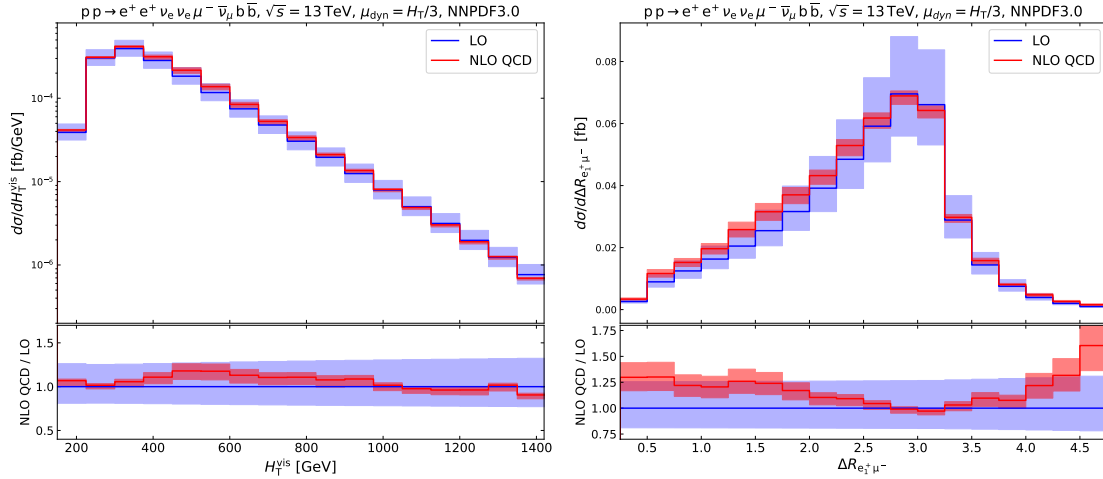 p p → e⁺ e⁺ νₑ νₑ μ⁻ ν̅_μ b b̅, √s = 13 TeV, μ_dyn = H_T/3, NNPDF3.0
LO
NLO QCD
dσ/dH_T^vis [fb/GeV]
10⁻⁴
10⁻⁵
10⁻⁶
NLO QCD / LO
1.5
1.0
0.5
200 400 600 800 1000 1200 1400
H_T^vis [GeV]
p p → e⁺ e⁺ νₑ νₑ μ⁻ ν̅_μ b b̅, √s = 13 TeV, μ_dyn = H_T/3, NNPDF3.0
LO
NLO QCD
dσ/dΔR_{e₁⁺μ⁻} [fb]
0.08
0.06
0.04
0.02
0.00
NLO QCD / LO
1.75
1.50
1.25
1.00
0.75
0.5 1.0 1.5 2.0 2.5 3.0 3.5 4.0 4.5
ΔR_{e₁⁺μ⁻}